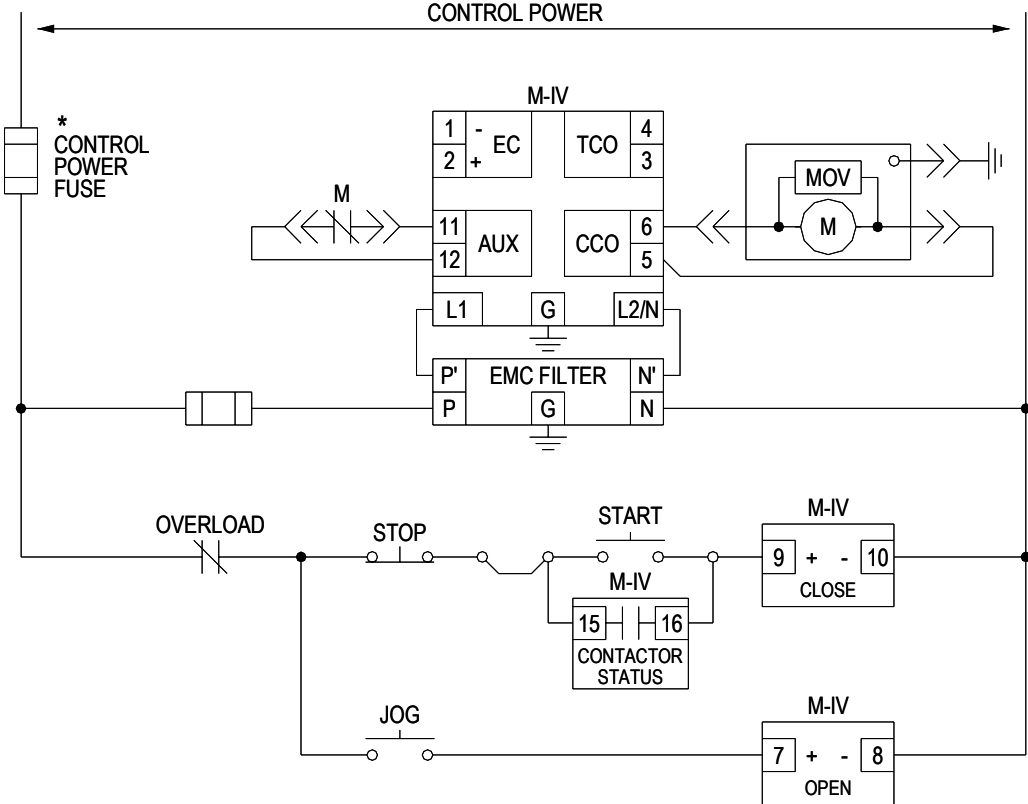 CONTROL POWER
*
CONTROL
POWER
FUSE
M-IV
1 - EC
2 +
TCO 4
3
MOV
M
11 AUX
12
CCO 6
5
M
L1 G L2/N
P' EMC FILTER N'
P G N
OVERLOAD
STOP
START
M-IV
9 + - 10
CLOSE
M-IV
15 16
CONTACTOR
STATUS
JOG
M-IV
7 + - 8
OPEN